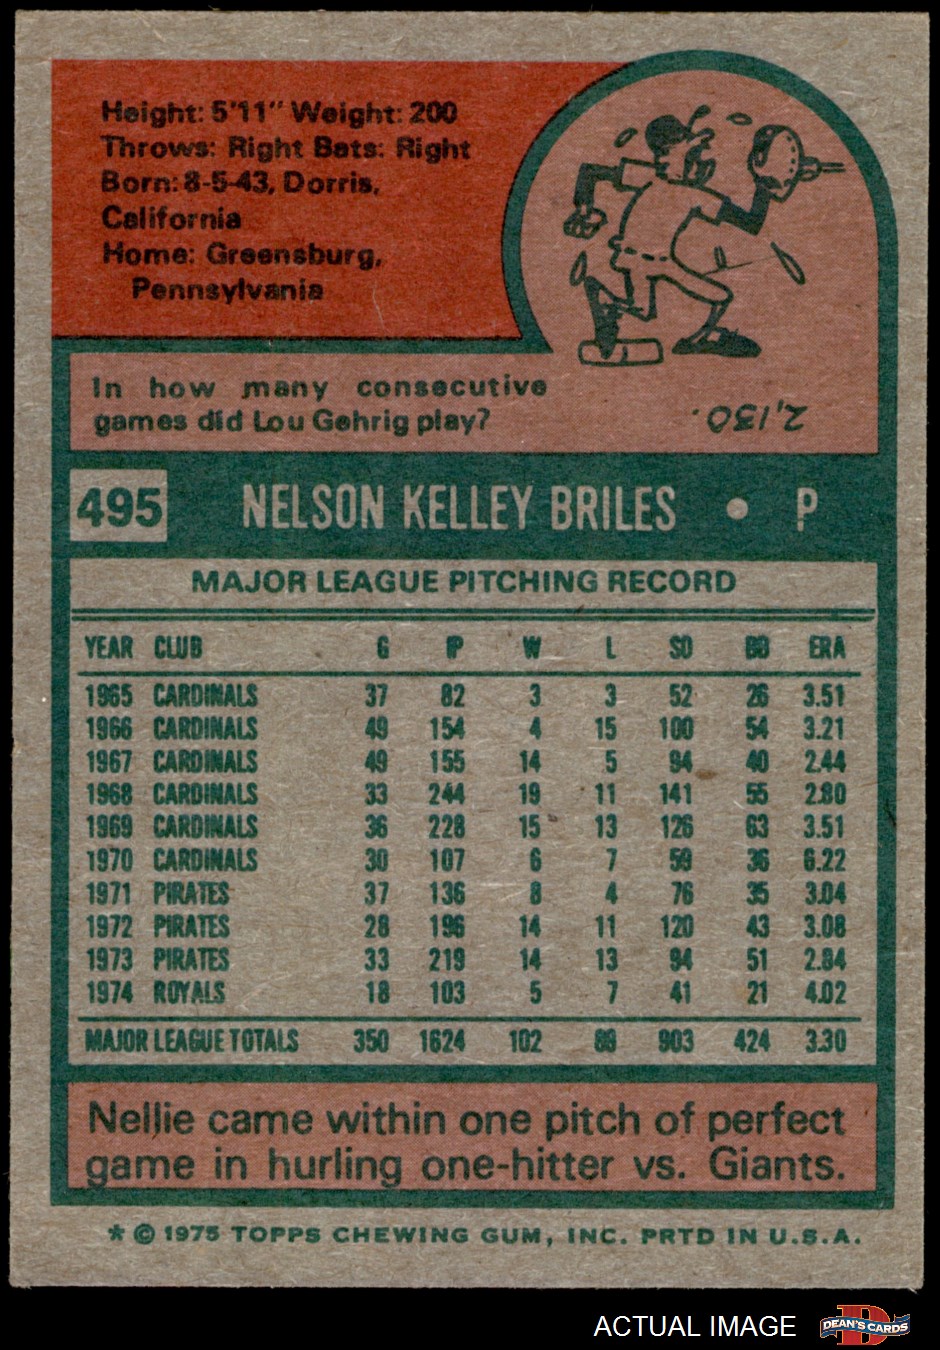 Height: 5'11" Weight: 200
Throws: Right Bats: Right
Born: 8-5-43, Dorris,
California
Home: Greensburg,
Pennsylvania
In how many consecutive
games did Lou Gehrig play?
2,130.
495 NELSON KELLEY BRILES • P
MAJOR LEAGUE PITCHING RECORD
YEAR CLUB G IP W L SO BB ERA
1965 CARDINALS 37 82 3 3 52 26 3.51
1966 CARDINALS 49 154 4 15 100 54 3.21
1967 CARDINALS 49 155 14 5 94 40 2.44
1968 CARDINALS 33 244 19 11 141 55 2.80
1969 CARDINALS 36 228 15 13 126 63 3.51
1970 CARDINALS 30 107 6 7 59 36 6.22
1971 PIRATES 37 136 8 4 76 35 3.04
1972 PIRATES 28 196 14 11 120 43 3.08
1973 PIRATES 33 219 14 13 94 51 2.84
1974 ROYALS 18 103 5 7 41 21 4.02
MAJOR LEAGUE TOTALS 350 1624 102 89 903 424 3.30
Nellie came within one pitch of perfect
game in hurling one-hitter vs. Giants.
* © 1975 TOPPS CHEWING GUM, INC. PRTD IN U.S.A.
ACTUAL IMAGE DEAN'S CARDS